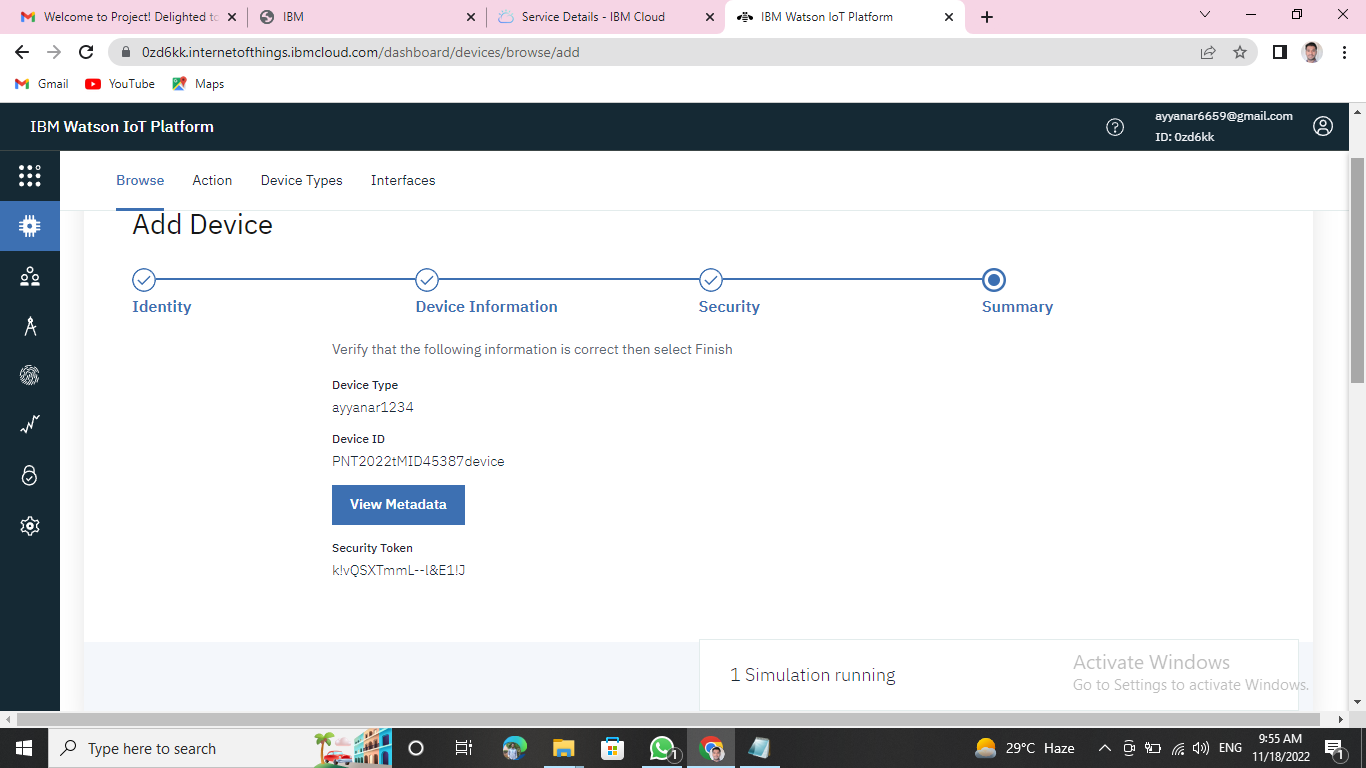 Welcome to Project! Delighted to
IBM
Service Details - IBM Cloud
IBM Watson IoT Platform
0zd6kk.internetofthings.ibmcloud.com/dashboard/devices/browse/add
Gmail
YouTube
Maps
IBM Watson IoT Platform
ayyanar6659@gmail.com
ID: 0zd6kk
Browse
Action
Device Types
Interfaces
Add Device
Identity
Device Information
Security
Summary
Verify that the following information is correct then select Finish
Device Type
ayyanar1234
Device ID
PNT2022tMID45387device
View Metadata
Security Token
k!vQSXTmmL--l&E1!J
1 Simulation running
Activate Windows
Go to Settings to activate Windows.
Type here to search
1
29°C Haze
ENG
9:55 AM
11/18/2022
1